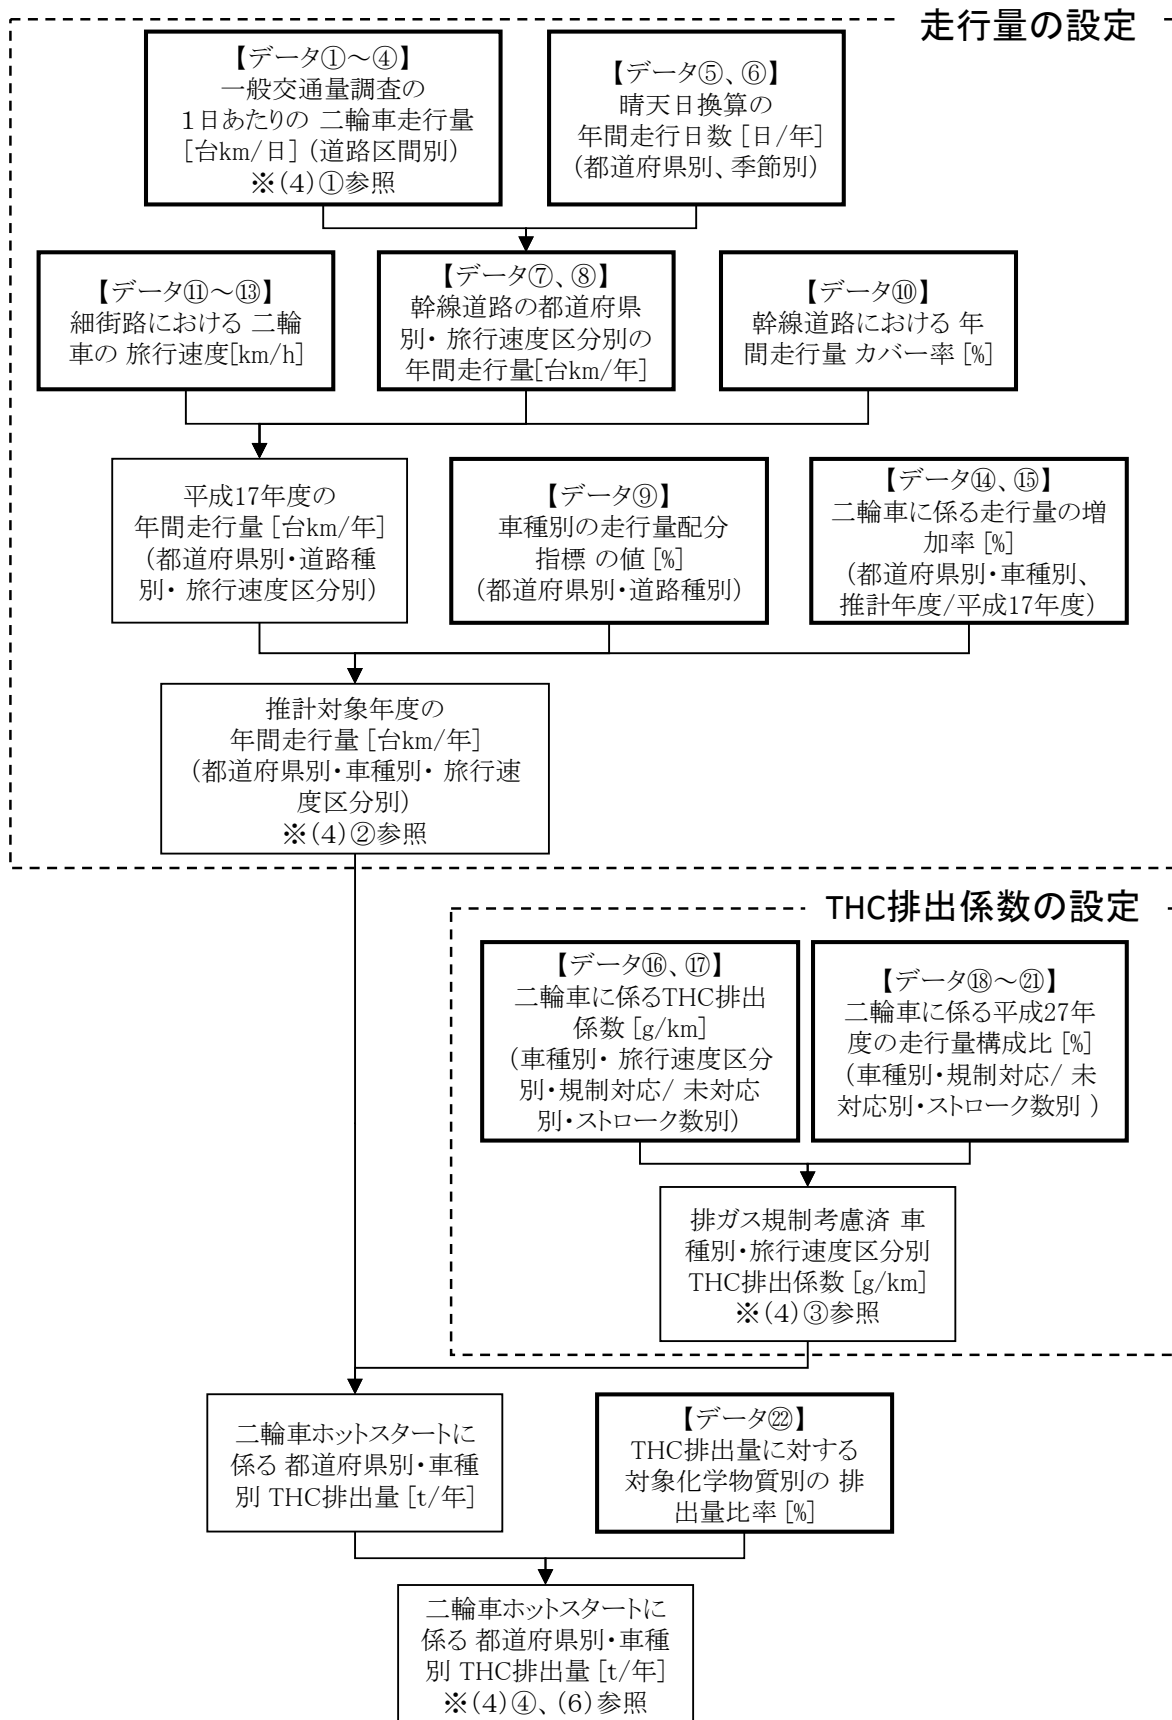 走行量の設定
【データ①～④】
一般交通量調査の
１日あたりの 二輪車走行量
[台km/日] (道路区間別)
※(4)①参照
【データ⑤、⑥】
晴天日換算の
年間走行日数 [日/年]
(都道府県別、季節別)
【データ⑪～⑬】
細街路における 二輪
車の 旅行速度[km/h]
【データ⑦、⑧】
幹線道路の都道府県
別・ 旅行速度区分別の
年間走行量[台km/年]
【データ⑩】
幹線道路における 年
間走行量 カバー率 [%]
平成17年度の
年間走行量 [台km/年]
(都道府県別・道路種
別・ 旅行速度区分別)
【データ⑨】
車種別の走行量配分
指標 の値 [%]
(都道府県別・道路種別)
【データ⑭、⑮】
二輪車に係る走行量の増
加率 [%]
(都道府県別・車種別、
推計年度/平成17年度)
推計対象年度の
年間走行量 [台km/年]
(都道府県別・車種別・ 旅行速
度区分別)
※(4)②参照
THC排出係数の設定
【データ⑯、⑰】
二輪車に係るTHC排出
係数 [g/km]
(車種別・ 旅行速度区分
別・規制対応/ 未対応
別・ストローク数別)
【データ⑱～㉑】
二輪車に係る平成27年
度の走行量構成比 [%]
(車種別・規制対応/ 未
対応別・ストローク数別 )
排ガス規制考慮済 車
種別・旅行速度区分別
THC排出係数 [g/km]
※(4)③参照
二輪車ホットスタートに
係る 都道府県別・車種
別 THC排出量 [t/年]
【データ㉒】
THC排出量に対する
対象化学物質別の 排
出量比率 [%]
二輪車ホットスタートに
係る 都道府県別・車種
別 THC排出量 [t/年]
※(4)④、(6)参照